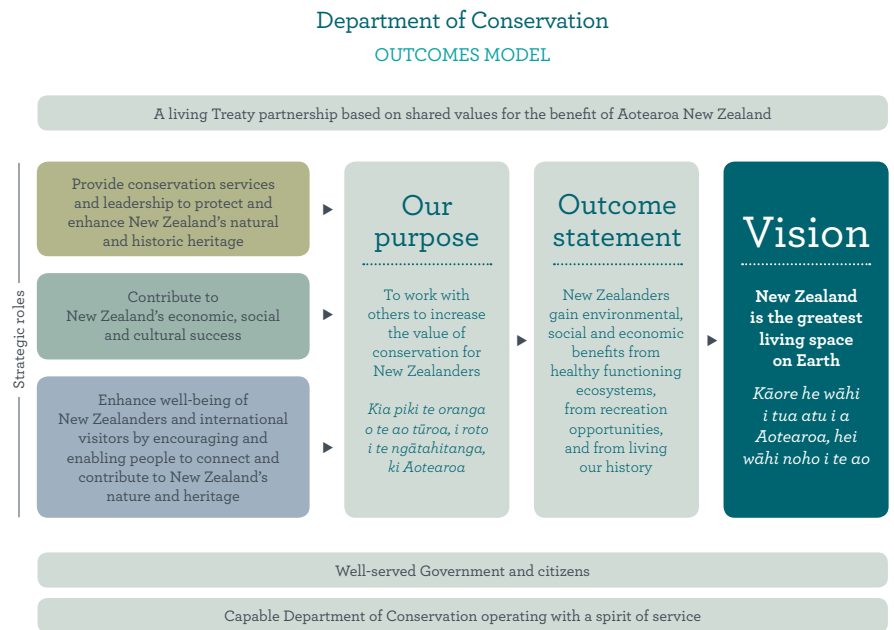 Department of Conservation
OUTCOMES MODEL
A living Treaty partnership based on shared values for the benefit of Aotearoa New Zealand
Strategic roles
Provide conservation services
and leadership to protect and
enhance New Zealand's natural
and historic heritage
Contribute to
New Zealand's economic, social
and cultural success
Enhance well-being of
New Zealanders and international
visitors by encouraging and
enabling people to connect and
contribute to New Zealand's
nature and heritage
Our
purpose
To work with
others to increase
the value of
conservation for
New Zealanders
Kia piki te oranga
o te ao tūroa, i roto
i te ngātahitanga,
ki Aotearoa
Outcome
statement
New Zealanders
gain environmental,
social and economic
benefits from
healthy functioning
ecosystems,
from recreation
opportunities,
and from living
our history
Vision
New Zealand
is the greatest
living space
on Earth
Kāore he wāhi
i tua atu i a
Aotearoa, hei
wāhi noho i te ao
Well-served Government and citizens
Capable Department of Conservation operating with a spirit of service